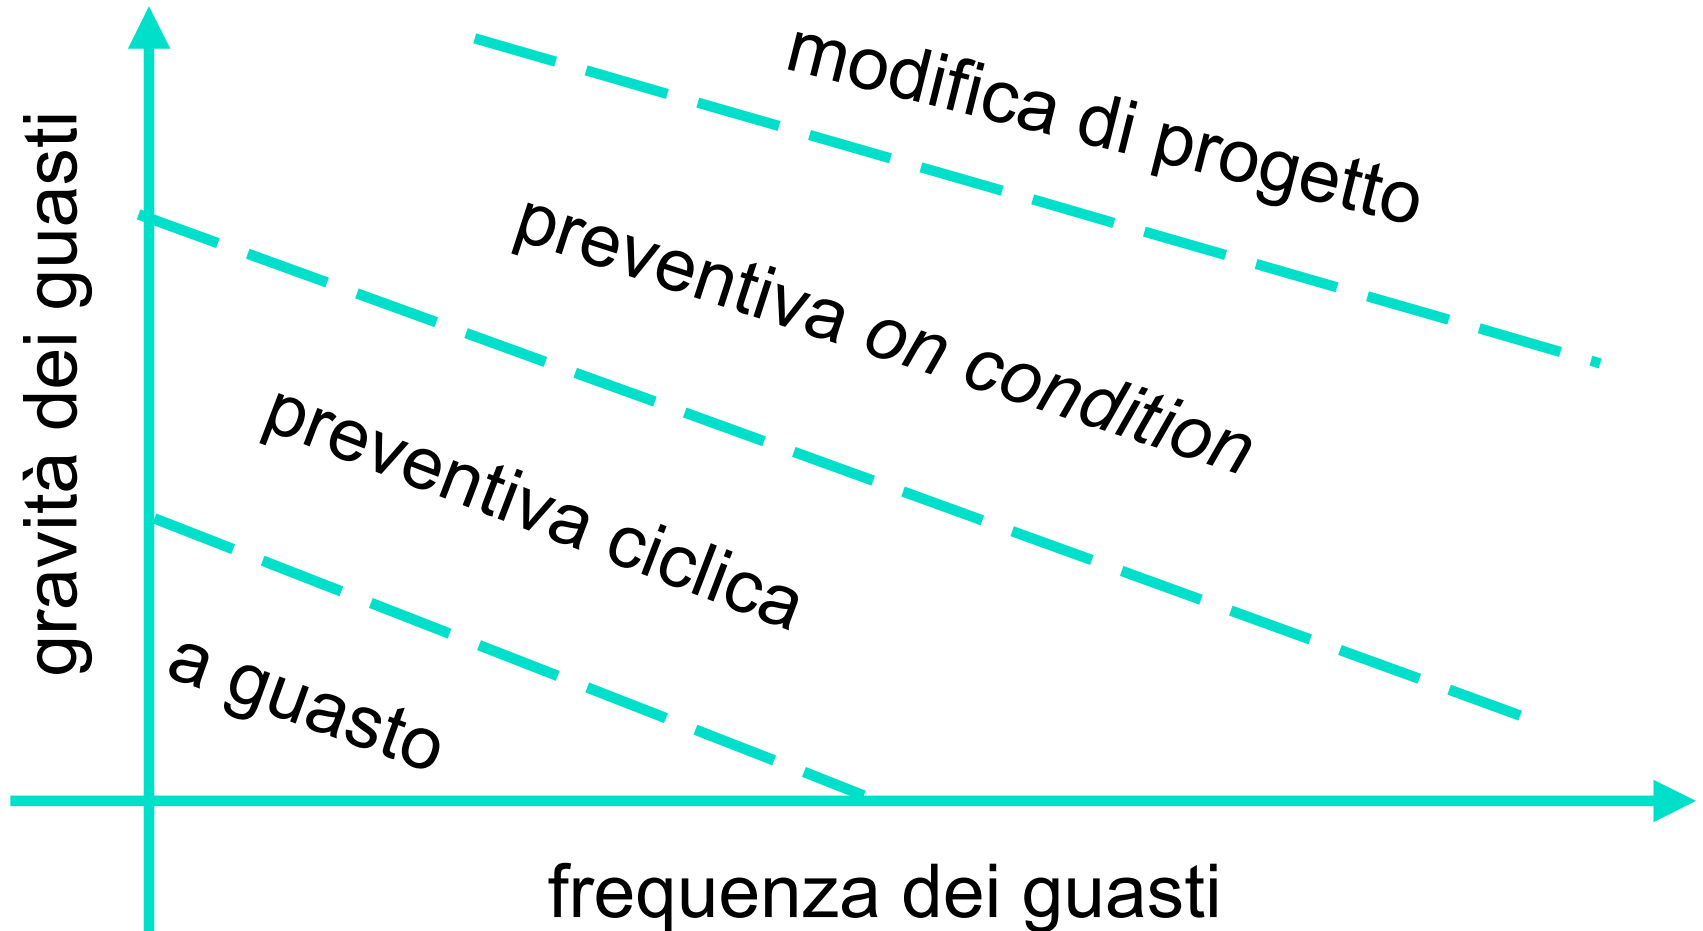 gravità dei guasti
modifica di progetto
preventiva on condition
preventiva ciclica
a guasto
frequenza dei guasti